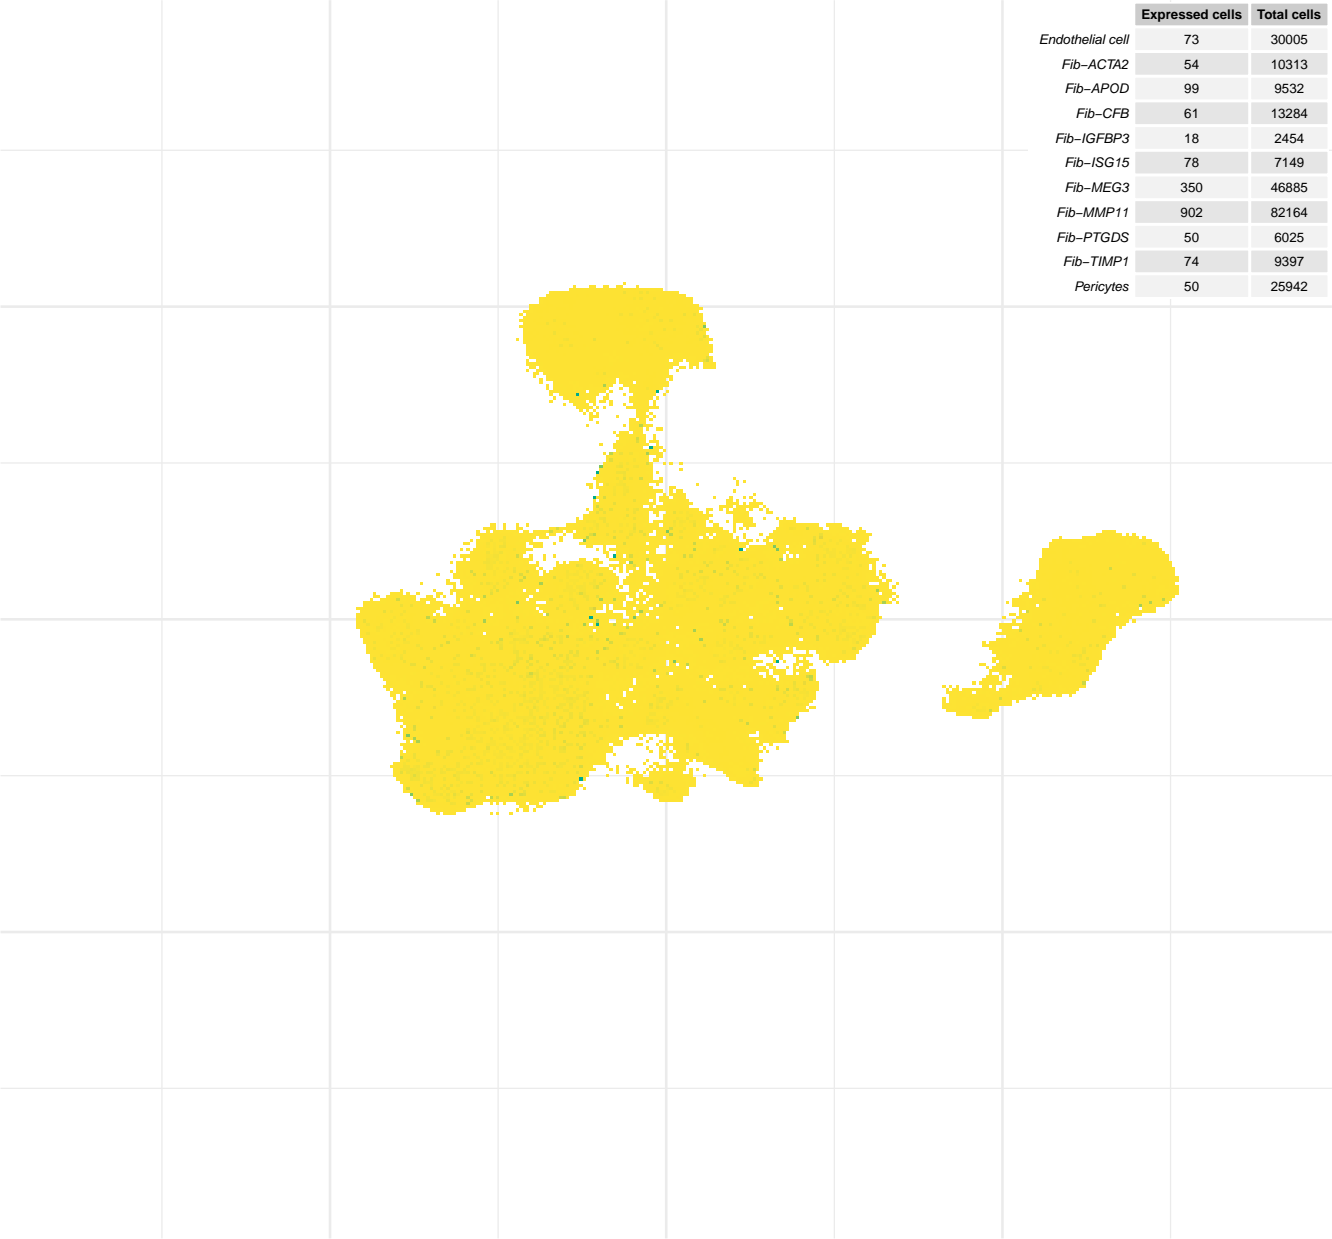 Expressed cells Total cells
Endothelial cell 73 30005
Fib−ACTA2 54 10313
Fib−APOD 99 9532
Fib−CFB 61 13284
Fib−IGFBP3 18 2454
Fib−ISG15 78 7149
Fib−MEG3 350 46885
Fib−MMP11 902 82164
Fib−PTGDS 50 6025
Fib−TIMP1 74 9397
Pericytes 50 25942